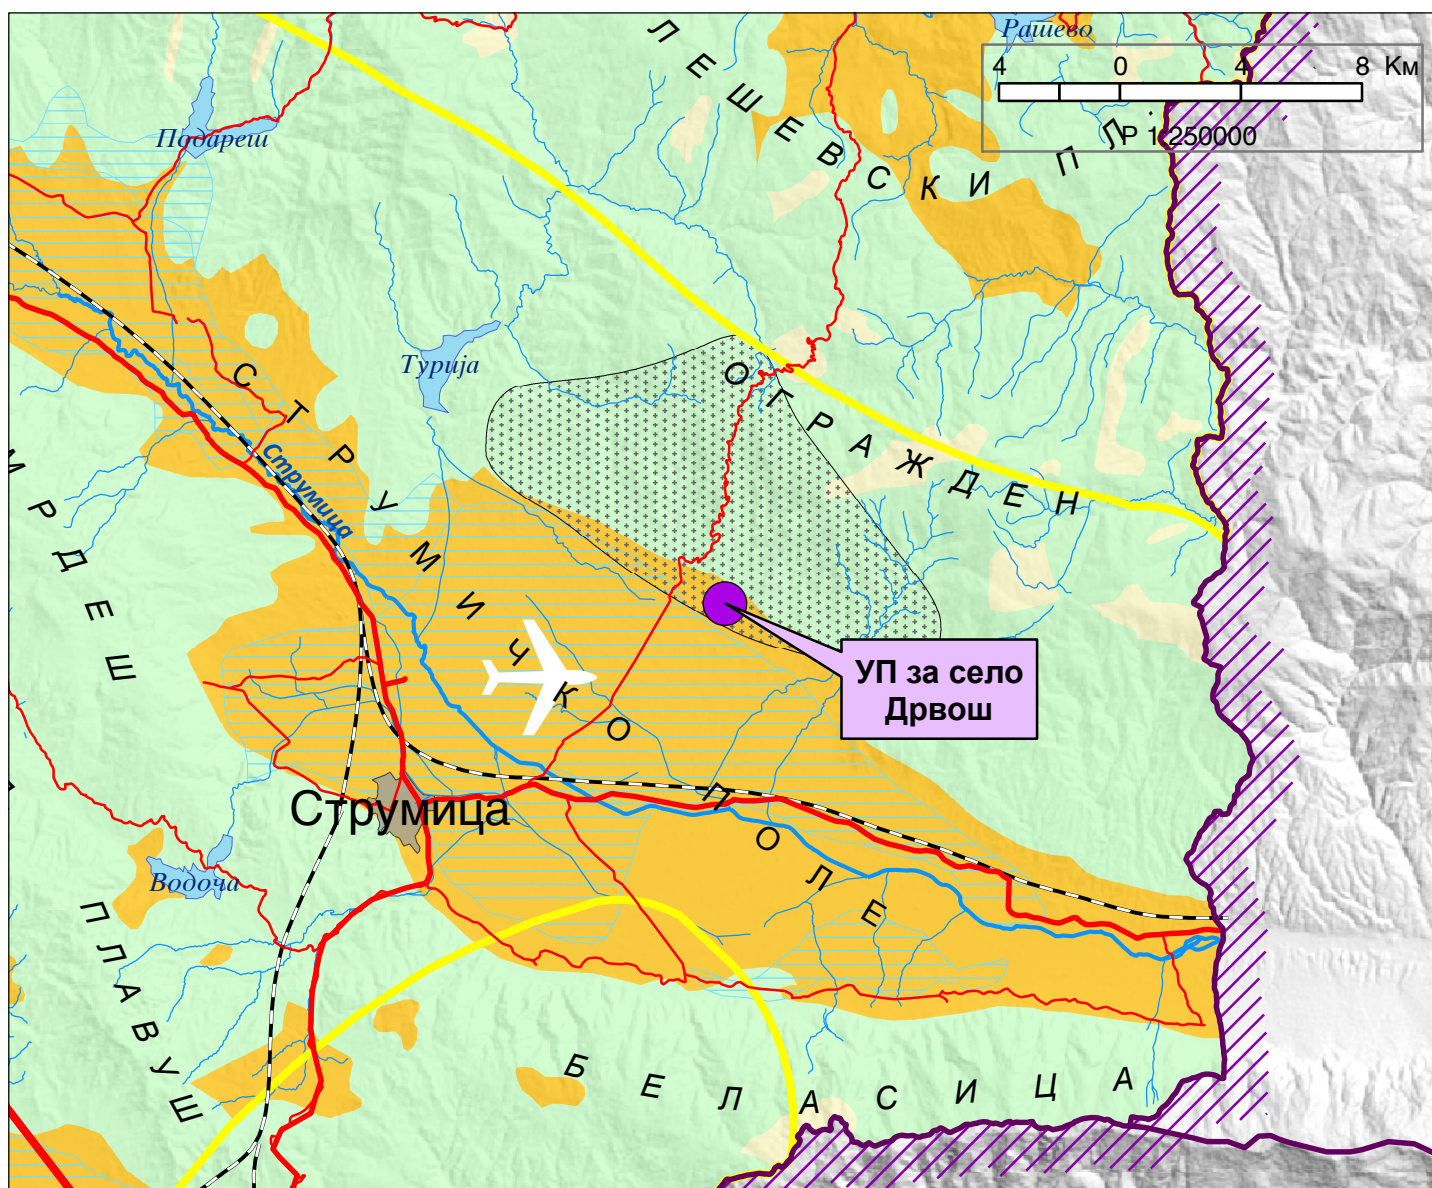 Рашево
4 0 4 8 Км
Р 1:250000
ЛЕШЕВСКИ ПЛ.
Подареш
Турија
ОГРАЖДЕН
СТРУМИЧКО ПОЛЕ
Струмица
МРДЕШ
УП за село
Дрвош
Струмица
Водоча
ПЛАВУШ
БЕЛАСИЦА